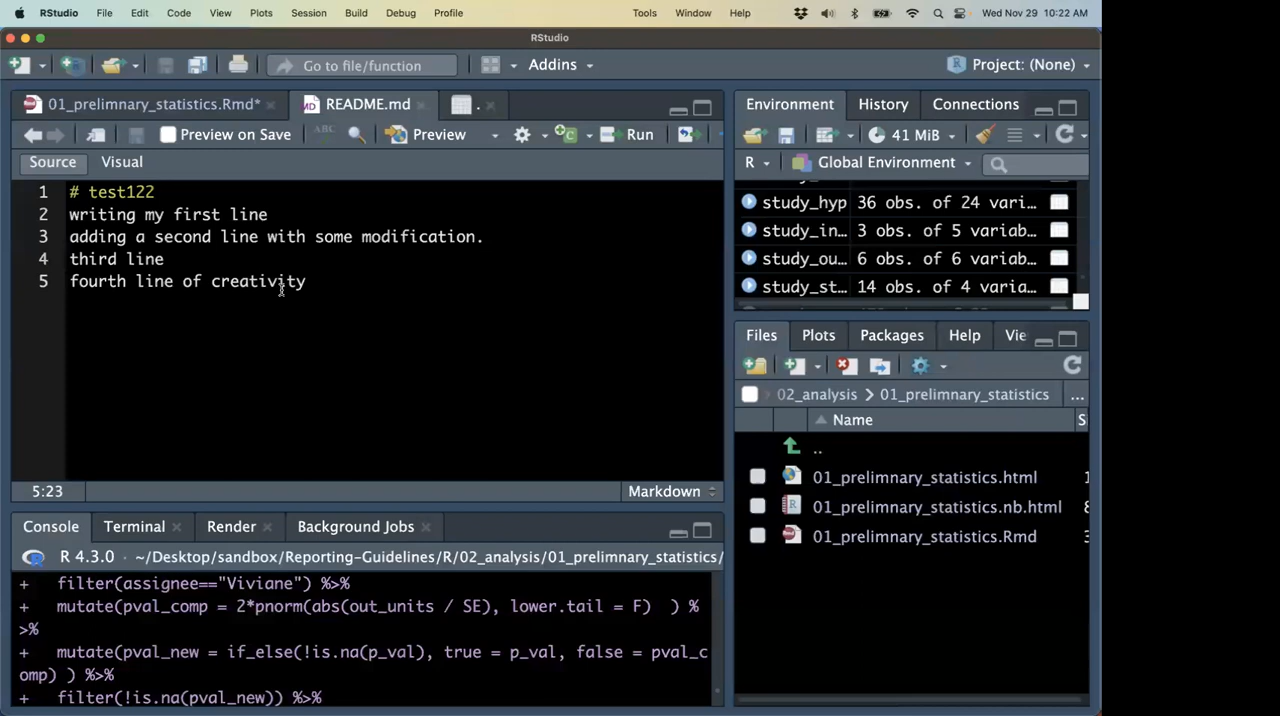 RStudio File Edit Code View Plots Session Build Debug Profile Tools Window Help Wed Nov 29 10:22 AM
RStudio
Go to file/function Addins Project: (None)
01_prelimnary_statistics.Rmd* README.md .
Preview on Save ABC Preview Run
Source Visual
1 # test122
2 writing my first line
3 adding a second line with some modification.
4 third line
5 fourth line of creativity
5:23 Markdown
Console Terminal Render Background Jobs
R 4.3.0 · ~/Desktop/sandbox/Reporting-Guidelines/R/02_analysis/01_prelimnary_statistics/
+ filter(assignee=="Viviane") %>%
+ mutate(pval_comp = 2*pnorm(abs(out_units / SE), lower.tail = F) ) %
>%
+ mutate(pval_new = if_else(!is.na(p_val), true = p_val, false = pval_c
omp) ) %>%
+ filter(!is.na(pval_new)) %>%
Environment History Connections
41 MiB
R Global Environment
study_hyp 36 obs. of 24 vari…
study_in… 3 obs. of 5 variab…
study_ou… 6 obs. of 6 variab…
study_st… 14 obs. of 4 varia…
Files Plots Packages Help Vie
02_analysis > 01_prelimnary_statistics ...
Name S
..
01_prelimnary_statistics.html 1
01_prelimnary_statistics.nb.html 8
01_prelimnary_statistics.Rmd 3